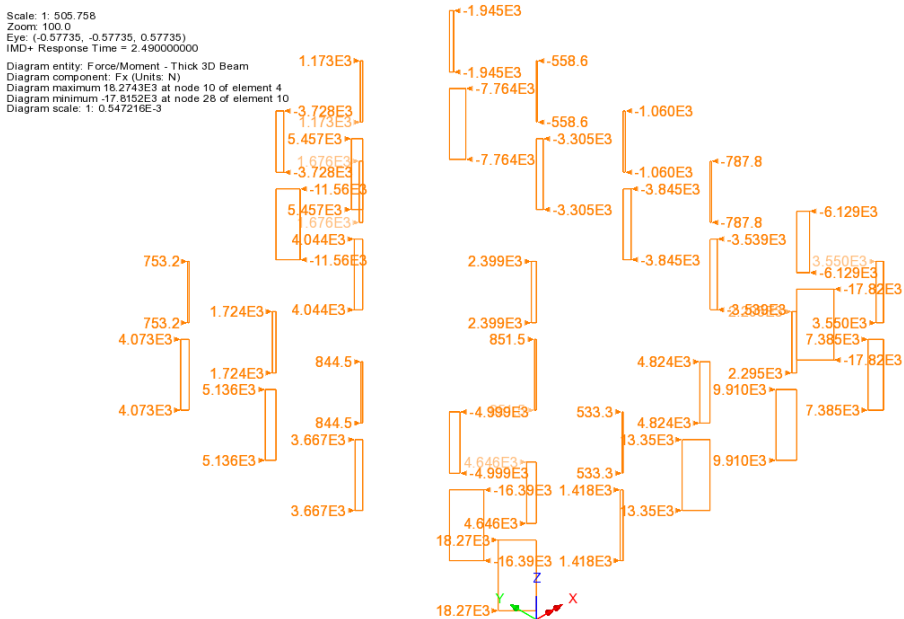 Scale: 1: 505.758
Zoom: 100.0
Eye: (-0.57735, -0.57735, 0.57735)
IMD+ Response Time = 2.490000000
Diagram entity: Force/Moment - Thick 3D Beam
Diagram component: Fx (Units: N)
Diagram maximum 18.2743E3 at node 10 of element 4
Diagram minimum -17.8152E3 at node 28 of element 10
Diagram scale: 1: 0.547216E-3
-1.945E3
1.173E3
-558.6
-1.945E3
-7.764E3
-3.728E3
-1.060E3
1.173E3
-558.6
5.457E3
-3.305E3
-7.764E3
1.676E3
-787.8
-3.728E3
-1.060E3
-11.56E3
-3.845E3
5.457E3
-3.305E3
-6.129E3
1.676E3
-787.8
4.044E3
-3.539E3
753.2
-11.56E3
2.399E3
-3.845E3
3.550E3
-6.129E3
-17.82E3
4.044E3
-3.539E3
1.724E3
753.2
2.399E3
3.550E3
4.073E3
851.5
7.385E3
844.5
4.824E3
-17.82E3
1.724E3
2.295E3
5.136E3
9.910E3
4.073E3
-4.999E3
533.3
7.385E3
844.5
4.824E3
3.667E3
13.35E3
5.136E3
4.646E3
9.910E3
-4.999E3
533.3
-16.39E3
1.418E3
3.667E3
13.35E3
4.646E3
18.27E3
-16.39E3
1.418E3
Z
Y
X
18.27E3